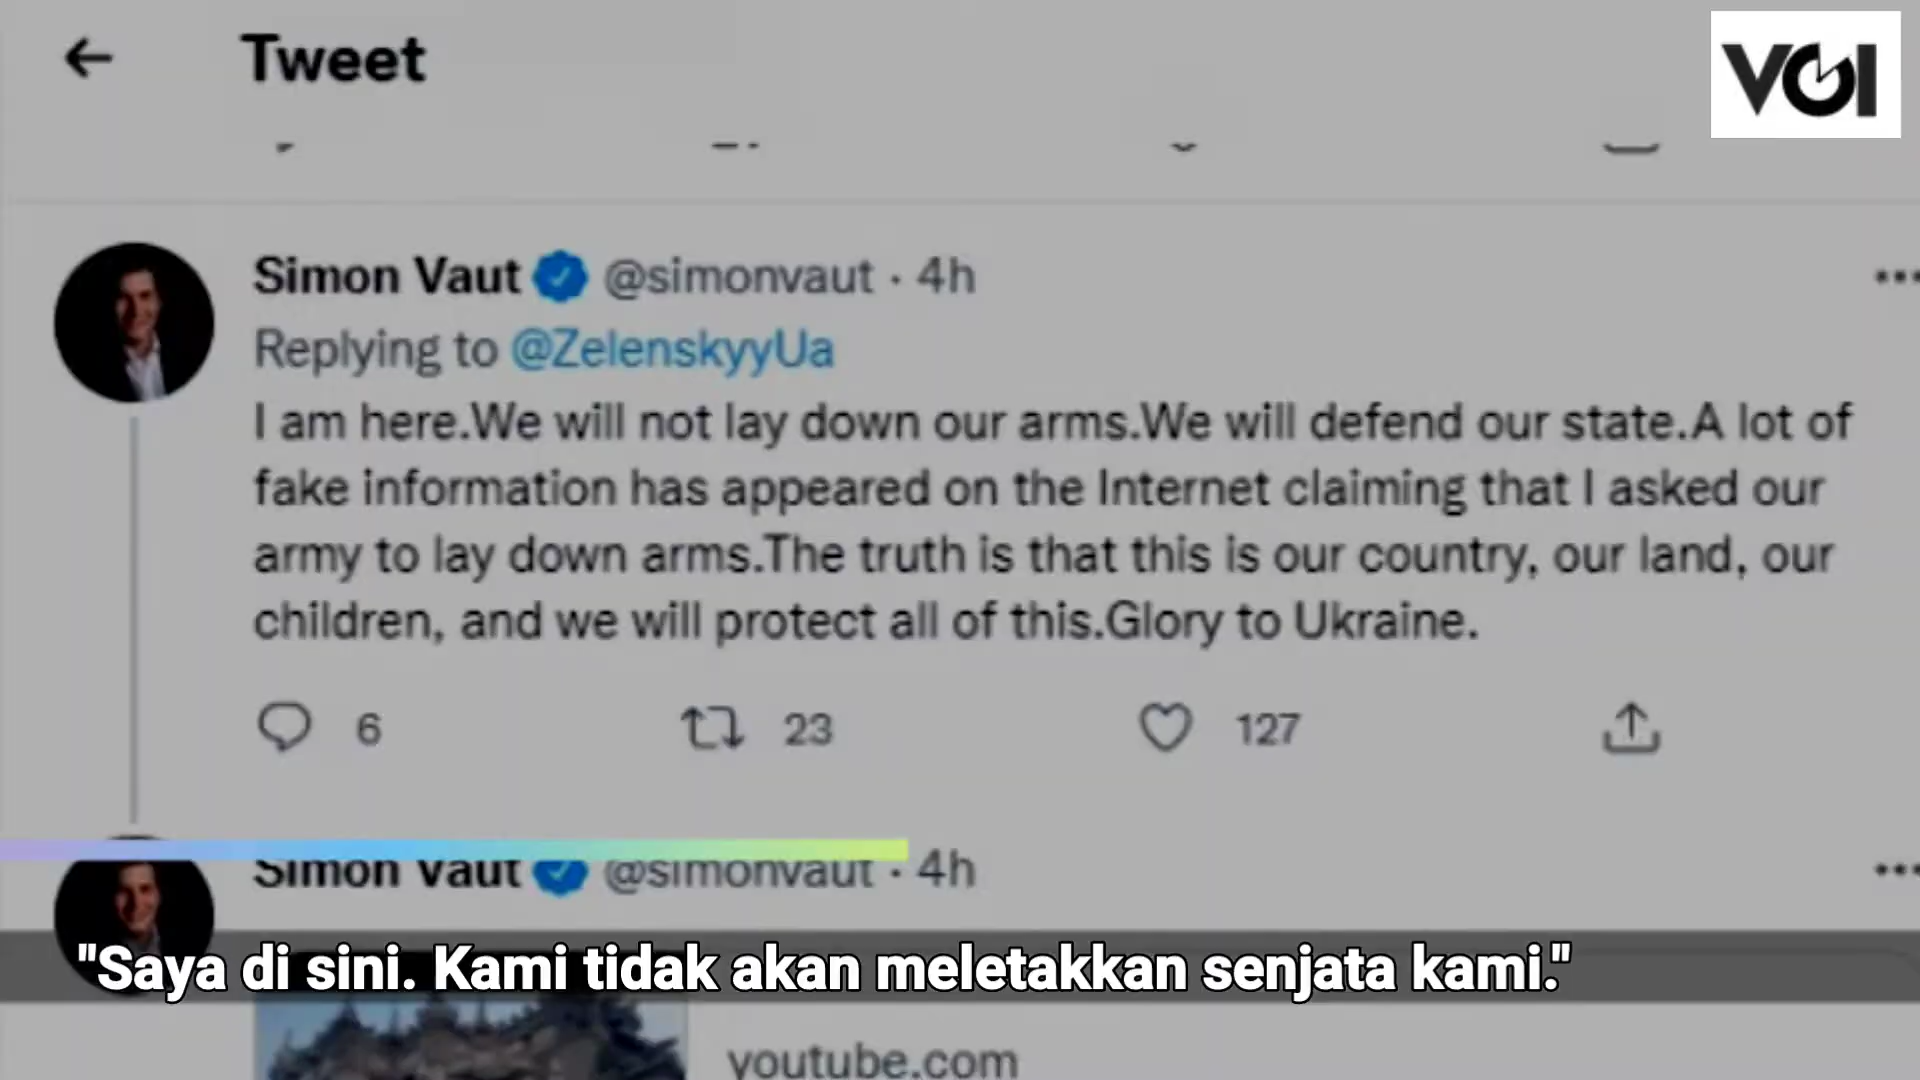 Tweet
VOI
Simon Vaut @simonvaut · 4h
Replying to @ZelenskyyUa
I am here.We will not lay down our arms.We will defend our state.A lot of
fake information has appeared on the Internet claiming that I asked our
army to lay down arms.The truth is that this is our country, our land, our
children, and we will protect all of this.Glory to Ukraine.
6 23 127
Simon Vaut @simonvaut · 4h
"Saya di sini. Kami tidak akan meletakkan senjata kami."
youtube.com